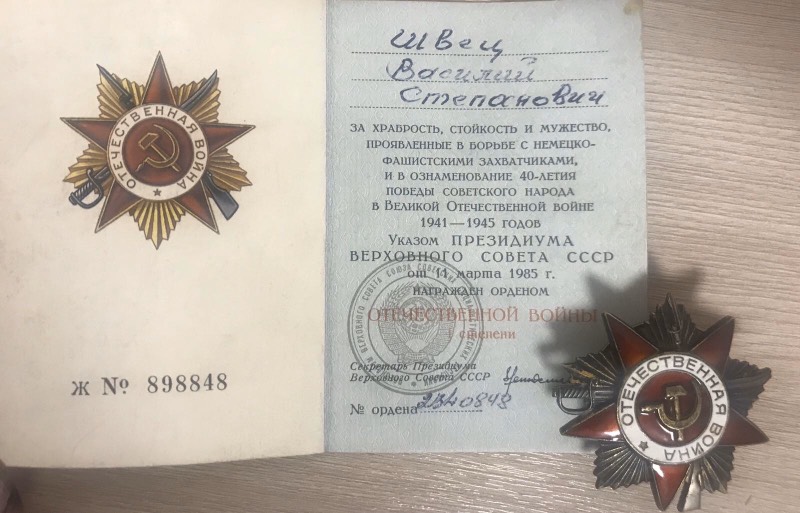 ОТЕЧЕСТВЕННАЯ ВОЙНА
Ж № 898848
Швец
Василий
Степанович
ЗА ХРАБРОСТЬ, СТОЙКОСТЬ И МУЖЕСТВО,
ПРОЯВЛЕННЫЕ В БОРЬБЕ С НЕМЕЦКО-
ФАШИСТСКИМИ ЗАХВАТЧИКАМИ,
И В ОЗНАМЕНОВАНИЕ 40-ЛЕТИЯ
ПОБЕДЫ СОВЕТСКОГО НАРОДА
В ВЕЛИКОЙ ОТЕЧЕСТВЕННОЙ ВОЙНЕ
1941—1945 ГОДОВ
УКАЗОМ ПРЕЗИДИУМА
ВЕРХОВНОГО СОВЕТА СССР
от 11 марта 1985 г.
НАГРАЖДЕН ОРДЕНОМ
ОТЕЧЕСТВЕННОЙ ВОЙНЫ
I степени
Секретарь Президиума
Верховного Совета СССР
№ ордена
ОТЕЧЕСТВЕННАЯ ВОЙНА